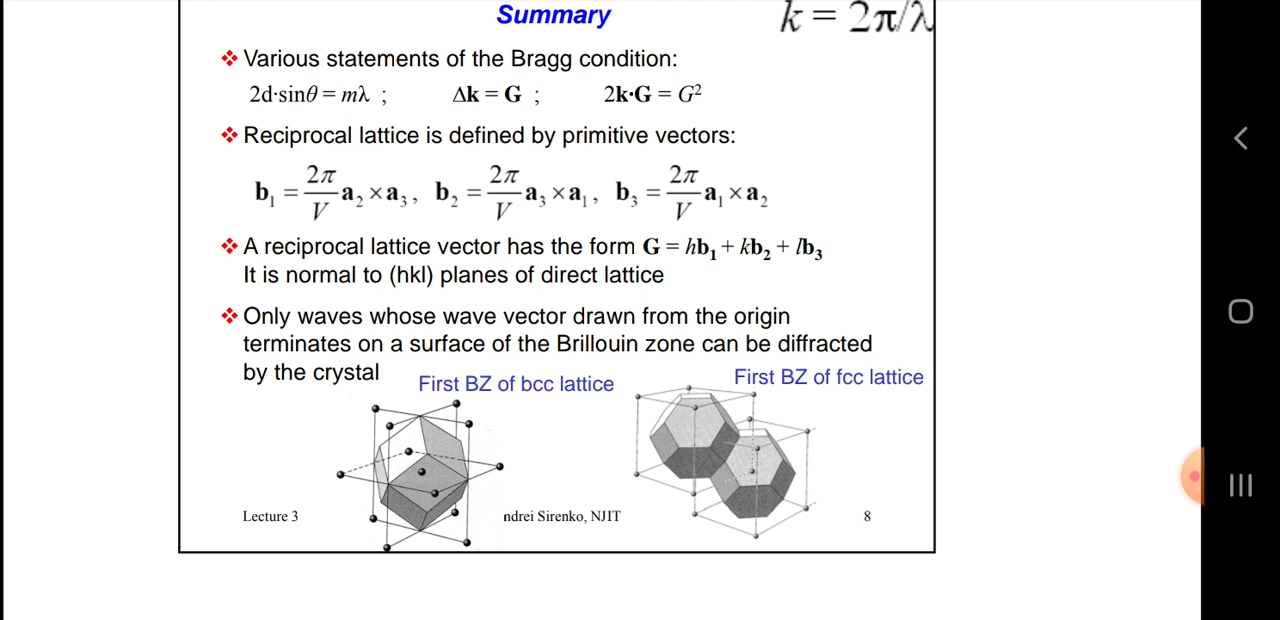 Summary
k = 2π/λ
❖ Various statements of the Bragg condition:
2d·sinθ = mλ ; Δk = G ; 2k·G = G²
❖ Reciprocal lattice is defined by primitive vectors:
b₁ = 2π/V a₂ × a₃, b₂ = 2π/V a₃ × a₁, b₃ = 2π/V a₁ × a₂
❖ A reciprocal lattice vector has the form G = hb₁ + kb₂ + lb₃
It is normal to (hkl) planes of direct lattice
❖ Only waves whose wave vector drawn from the origin
terminates on a surface of the Brillouin zone can be diffracted
by the crystal
First BZ of bcc lattice
First BZ of fcc lattice
Lecture 3
ndrei Sirenko, NJIT
8